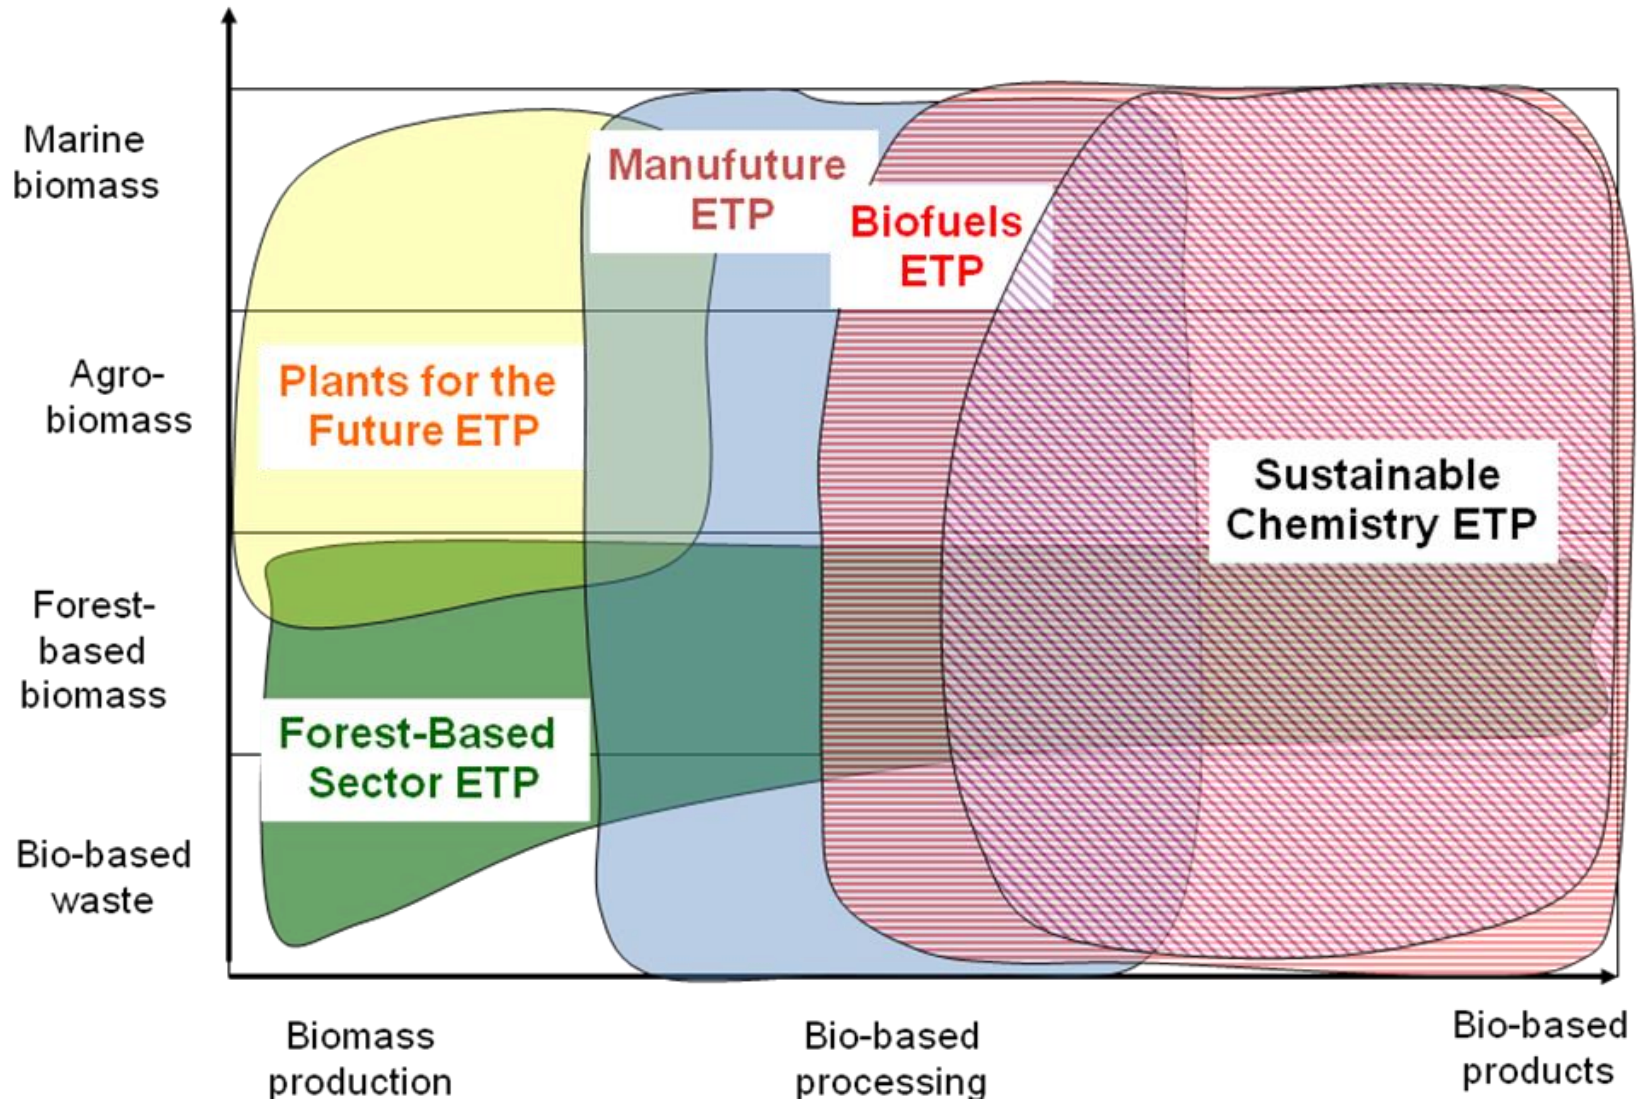 Marine
biomass
Agro-
biomass
Forest-
based
biomass
Bio-based
waste
Manufuture
ETP
Biofuels
ETP
Plants for the
Future ETP
Sustainable
Chemistry ETP
Forest-Based
Sector ETP
Biomass
production
Bio-based
processing
Bio-based
products